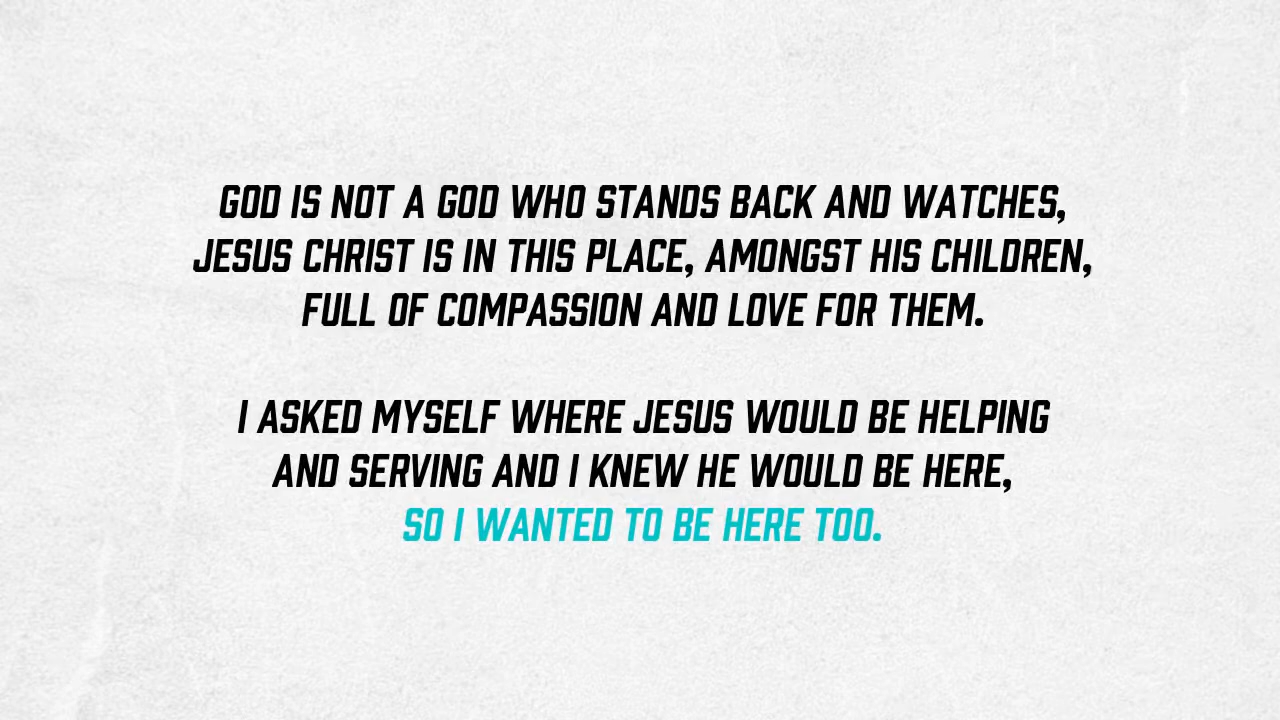 GOD IS NOT A GOD WHO STANDS BACK AND WATCHES,
JESUS CHRIST IS IN THIS PLACE, AMONGST HIS CHILDREN,
FULL OF COMPASSION AND LOVE FOR THEM.
I ASKED MYSELF WHERE JESUS WOULD BE HELPING
AND SERVING AND I KNEW HE WOULD BE HERE,
SO I WANTED TO BE HERE TOO.